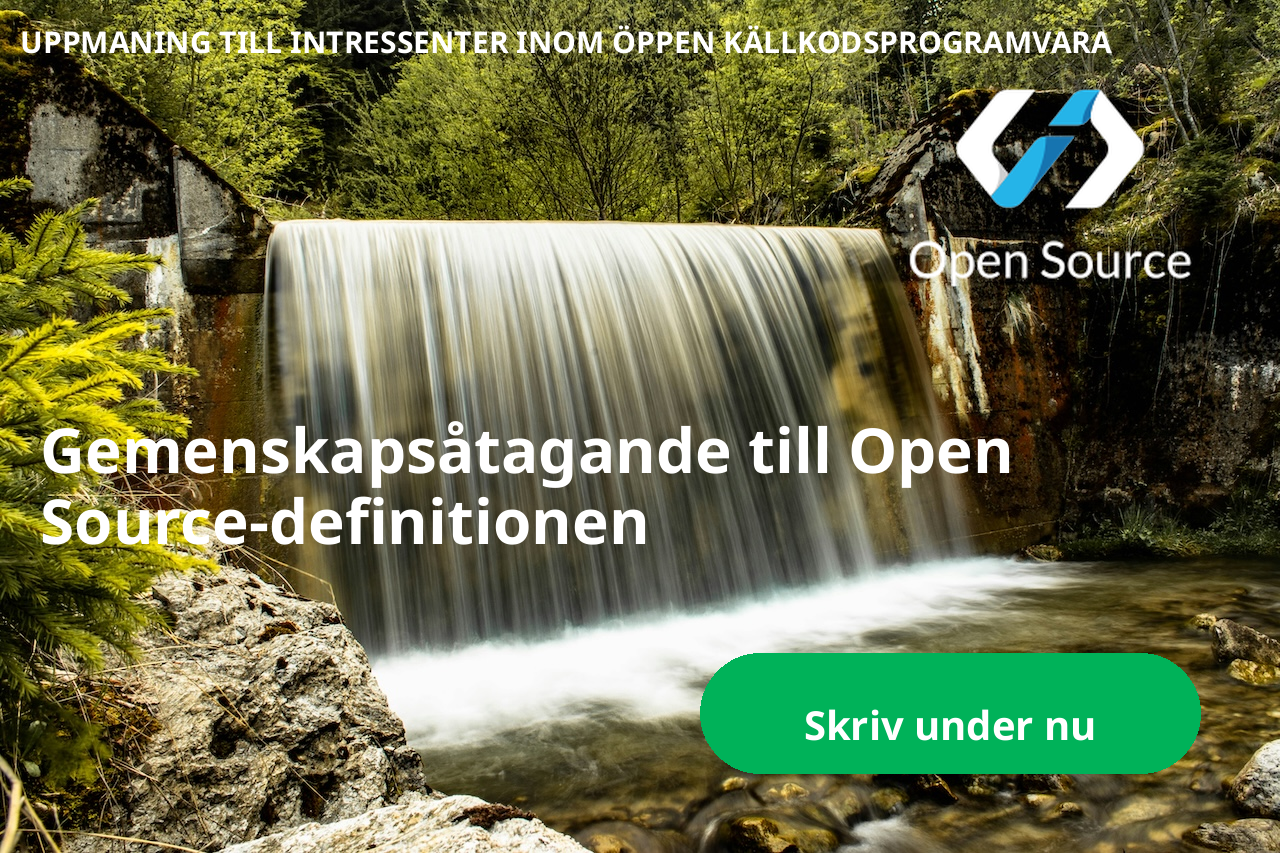 UPPMANING TILL INTRESSENTER INOM ÖPPEN KÄLLKODSPROGRAMVARA
Open Source
Gemenskapsåtagande till Open
Source-definitionen
Skriv under nu